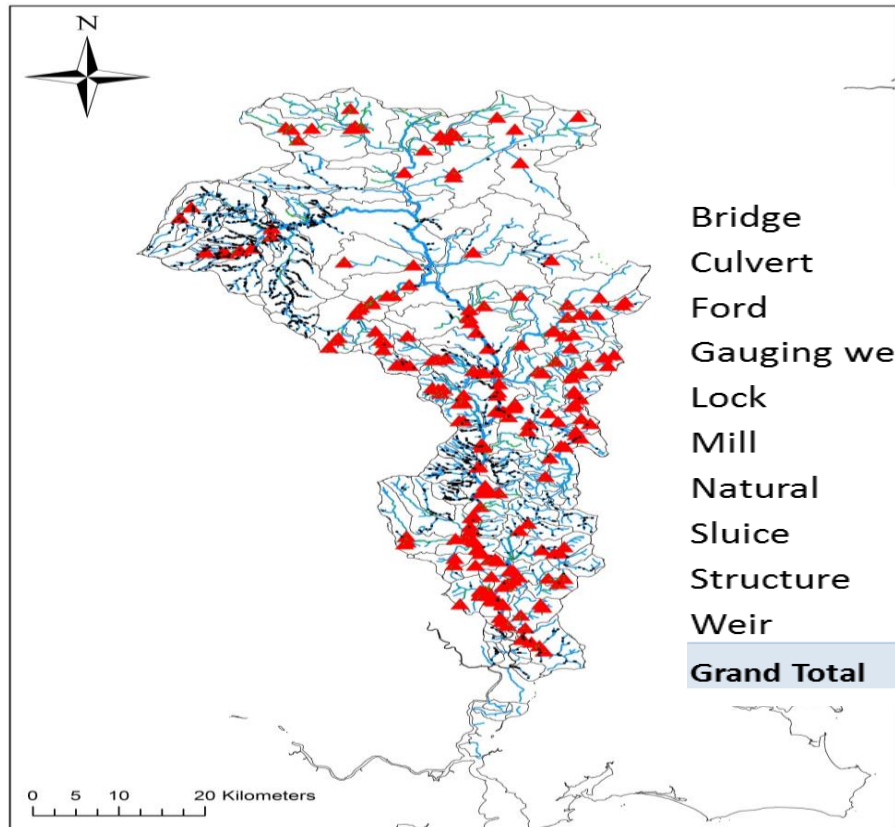 N
Bridge
Culvert
Ford
Gauging we
Lock
Mill
Natural
Sluice
Structure
Weir
Grand Total
0 5 10 20 Kilometers